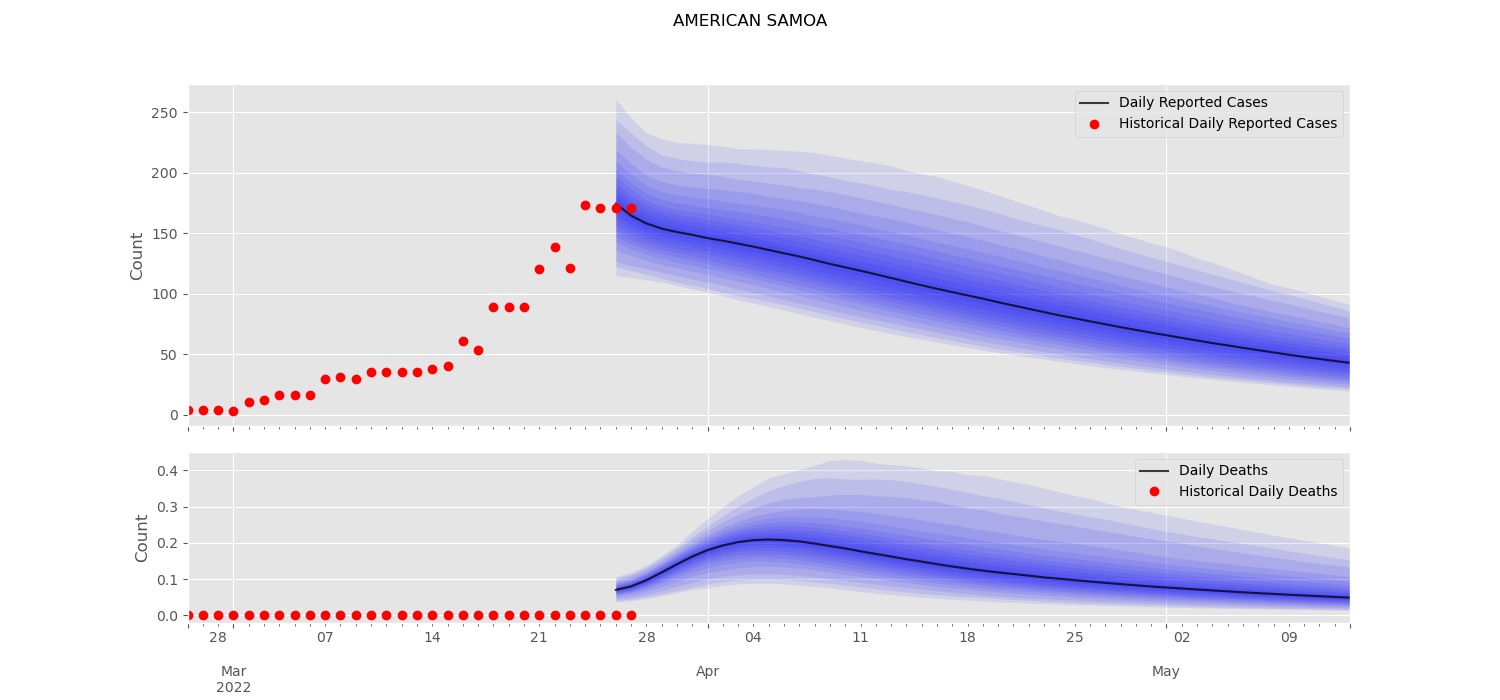 AMERICAN SAMOA
Daily Reported Cases
Historical Daily Reported Cases
250
200
150
100
50
0
Count
Daily Deaths
Historical Daily Deaths
0.4
0.3
0.2
0.1
0.0
Count
28 07 14 21 28 04 11 18 25 02 09
Mar Apr May
2022